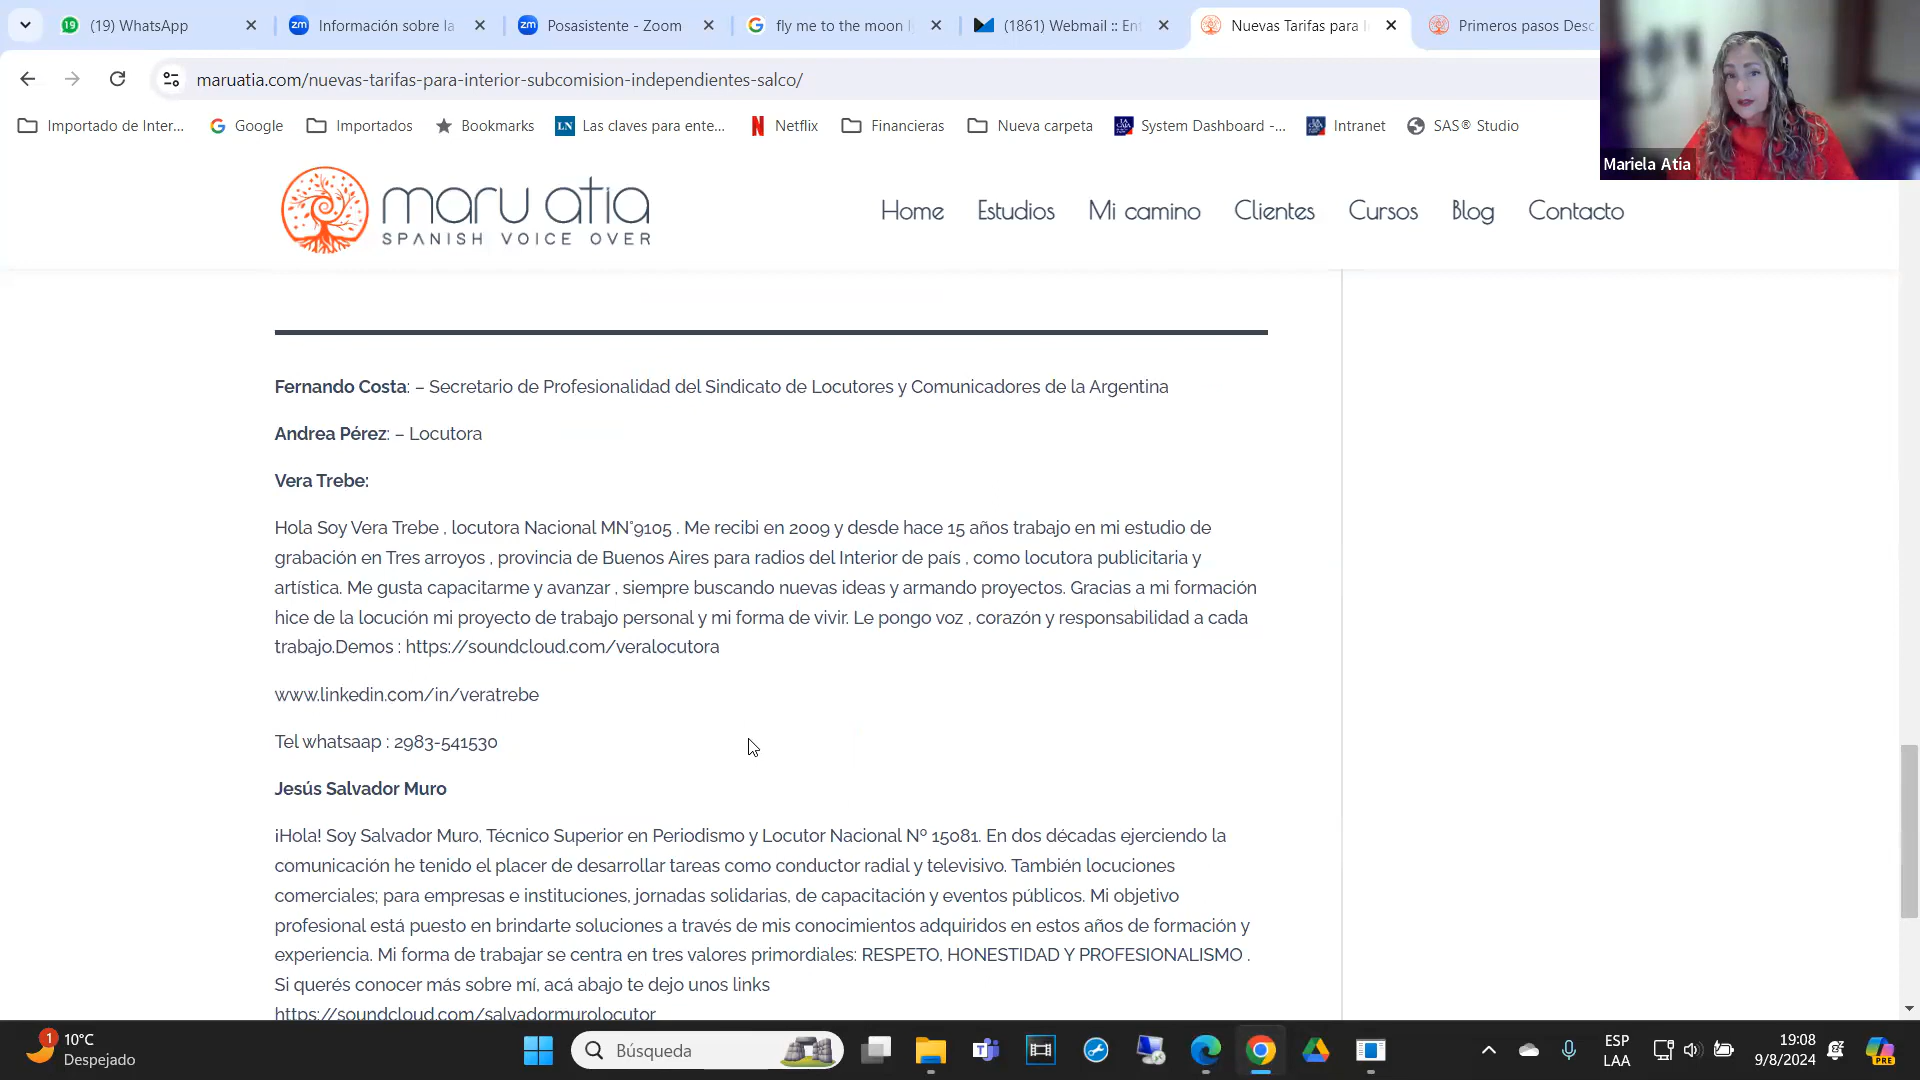 (19) WhatsApp
Información sobre la
Posasistente - Zoom
fly me to the moon l
(1861) Webmail :: Ent
Nuevas Tarifas para I
Primeros pasos Desc
maruatia.com/nuevas-tarifas-para-interior-subcomision-independientes-salco/
Importado de Inter...
Google
Importados
Bookmarks
LN
Las claves para ente...
Netflix
Financieras
Nueva carpeta
System Dashboard -...
Intranet
SAS® Studio
Mariela Atia
maru atia
SPANISH VOICE OVER
Home
Estudios
Mi camino
Clientes
Cursos
Blog
Contacto
Fernando Costa: – Secretario de Profesionalidad del Sindicato de Locutores y Comunicadores de la Argentina
Andrea Pérez: – Locutora
Vera Trebe:
Hola Soy Vera Trebe , locutora Nacional MN°9105 . Me recibi en 2009 y desde hace 15 años trabajo en mi estudio de
grabación en Tres arroyos , provincia de Buenos Aires para radios del Interior de país , como locutora publicitaria y
artística. Me gusta capacitarme y avanzar , siempre buscando nuevas ideas y armando proyectos. Gracias a mi formación
hice de la locución mi proyecto de trabajo personal y mi forma de vivir. Le pongo voz , corazón y responsabilidad a cada
trabajo.Demos : https://soundcloud.com/veralocutora
www.linkedin.com/in/veratrebe
Tel whatsaap : 2983-541530
Jesús Salvador Muro
¡Hola! Soy Salvador Muro, Técnico Superior en Periodismo y Locutor Nacional Nº 15081. En dos décadas ejerciendo la
comunicación he tenido el placer de desarrollar tareas como conductor radial y televisivo. También locuciones
comerciales; para empresas e instituciones, jornadas solidarias, de capacitación y eventos públicos. Mi objetivo
profesional está puesto en brindarte soluciones a través de mis conocimientos adquiridos en estos años de formación y
experiencia. Mi forma de trabajar se centra en tres valores primordiales: RESPETO, HONESTIDAD Y PROFESIONALISMO .
Si querés conocer más sobre mí, acá abajo te dejo unos links
https://soundcloud.com/salvadormurolocutor
1
10°C
Despejado
Búsqueda
ESP
LAA
19:08
9/8/2024
PRE